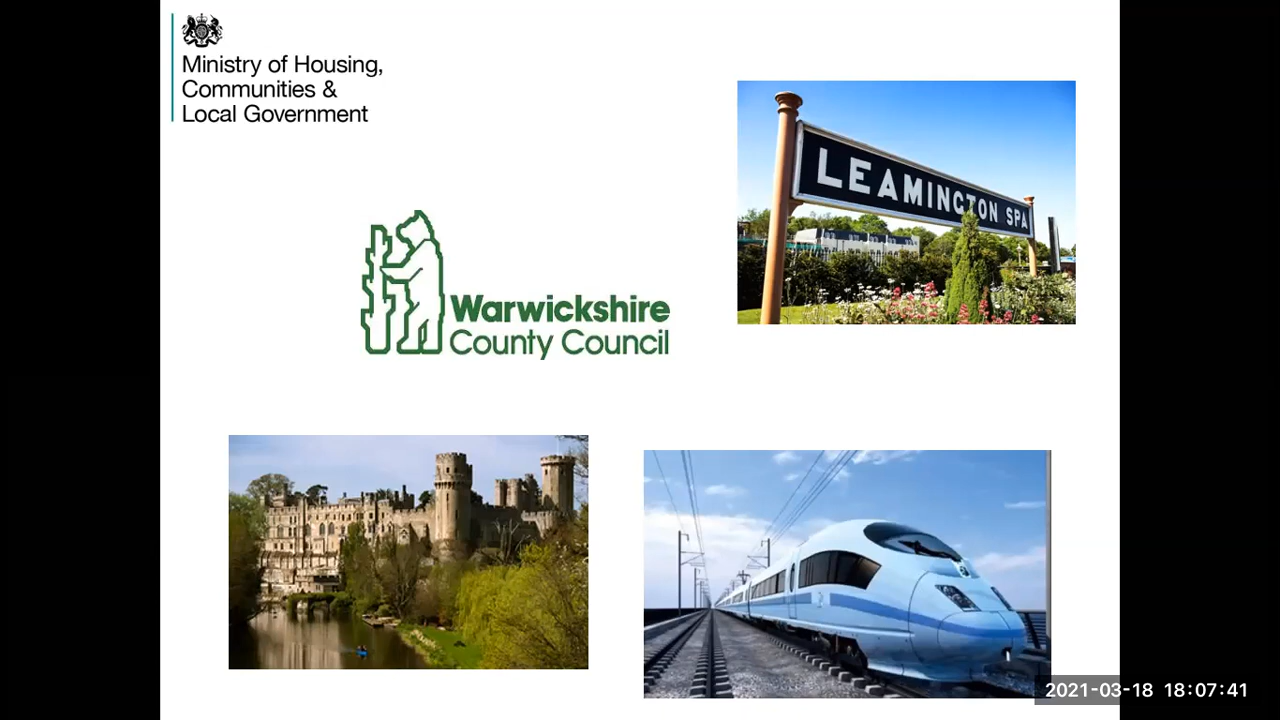 Ministry of Housing,
Communities &
Local Government
LEAMINGTON SPA
Warwickshire
County Council
2021-03-18 18:07:41